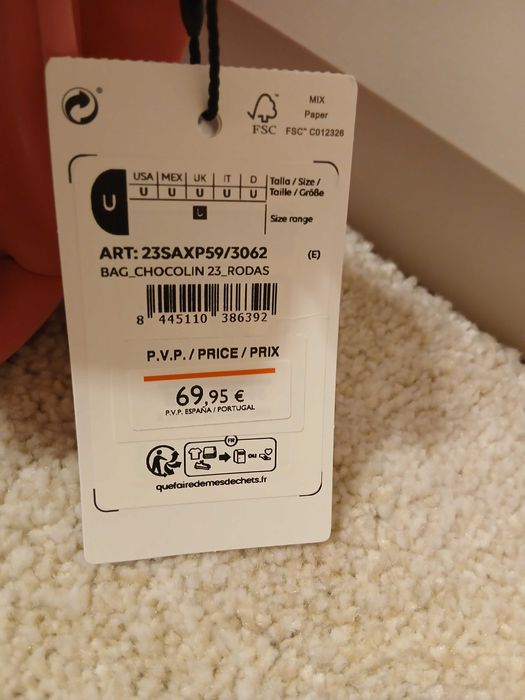 FSC
MIX
Paper
FSC™ C012326
USA MEX UK IT D
U U U U U
U
Talla / Size /
Taille / Größe
U
Size range
ART: 23SAXP59/3062 (E)
BAG_CHOCOLIN 23_RODAS
8 445110 386392
P.V.P. / PRICE / PRIX
69,95 €
P.V.P. ESPAÑA / PORTUGAL
FR
OU
quefairedemesdechets.fr